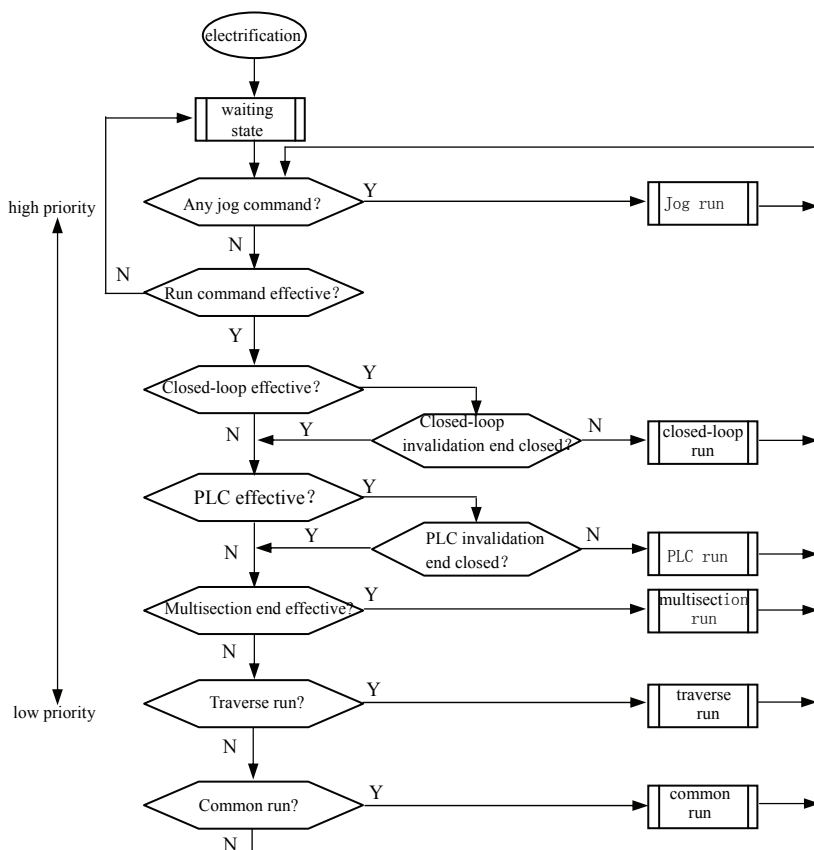 electrification
waiting
state
Any jog command?
Y
Jog run
high priority
N
N
Run command effective?
Y
Closed-loop effective?
Y
Closed-loop
invalidation end closed?
Y
N
N
closed-loop
run
PLC effective?
Y
PLC invalidation
end closed?
Y
N
N
PLC run
Multisection end effective?
Y
multisection
run
N
Traverse run?
Y
traverse
run
low priority
N
Common run?
Y
common
run
N